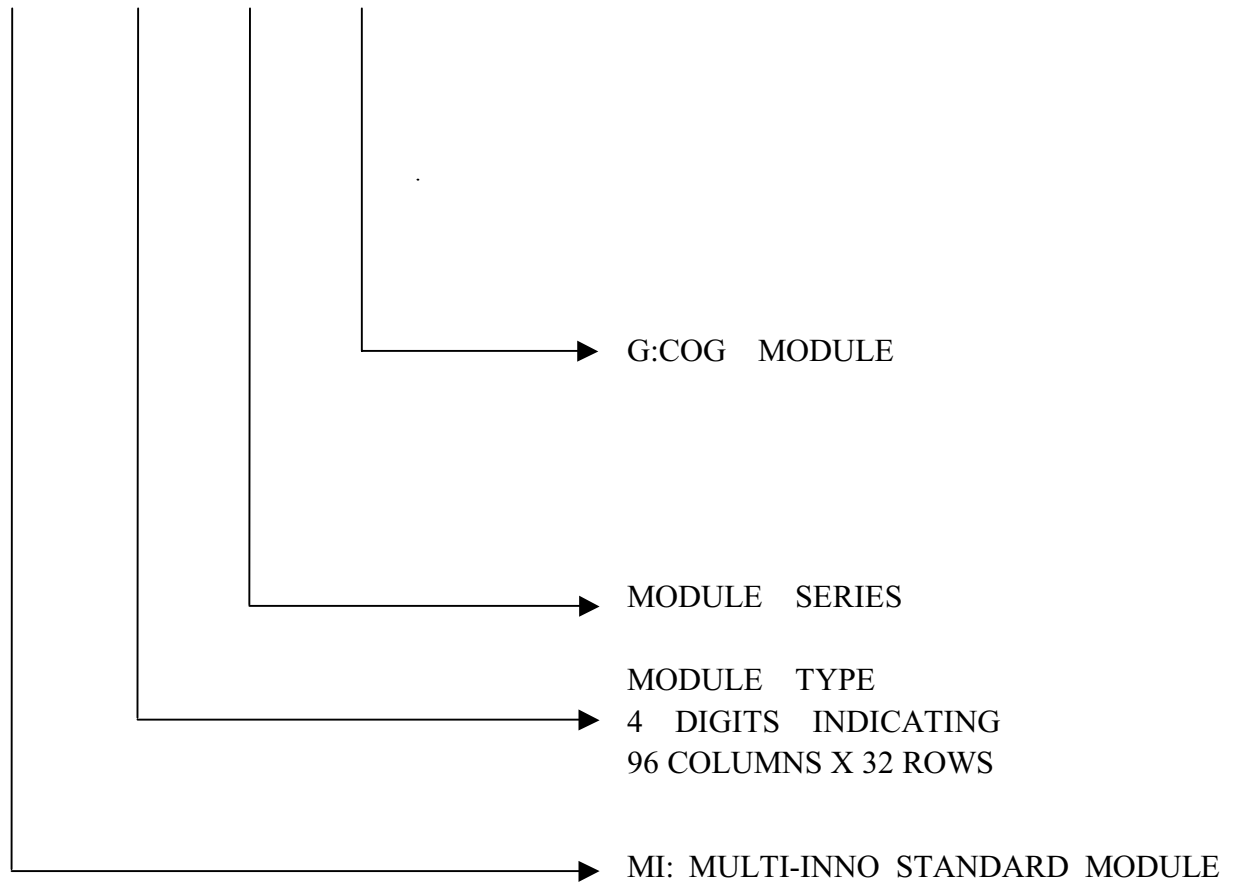 G:COG MODULE
MODULE SERIES
MODULE TYPE
4 DIGITS INDICATING
96 COLUMNS X 32 ROWS
MI: MULTI-INNO STANDARD MODULE